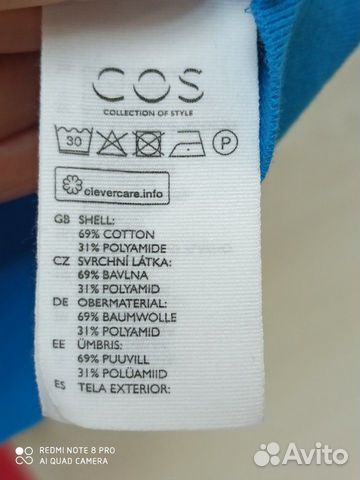 COS
COLLECTION OF STYLE
30 P
clevercare.info
GB SHELL:
69% COTTON
31% POLYAMIDE
CZ SVRCHNÍ LÁTKA:
69% BAVLNA
31% POLYAMID
DE OBERMATERIAL:
69% BAUMWOLLE
31% POLYAMID
EE ÜMBRIS:
69% PUUVILL
31% POLÜAMIID
ES TELA EXTERIOR:
REDMI NOTE 8 PRO
AI QUAD CAMERA
Avito